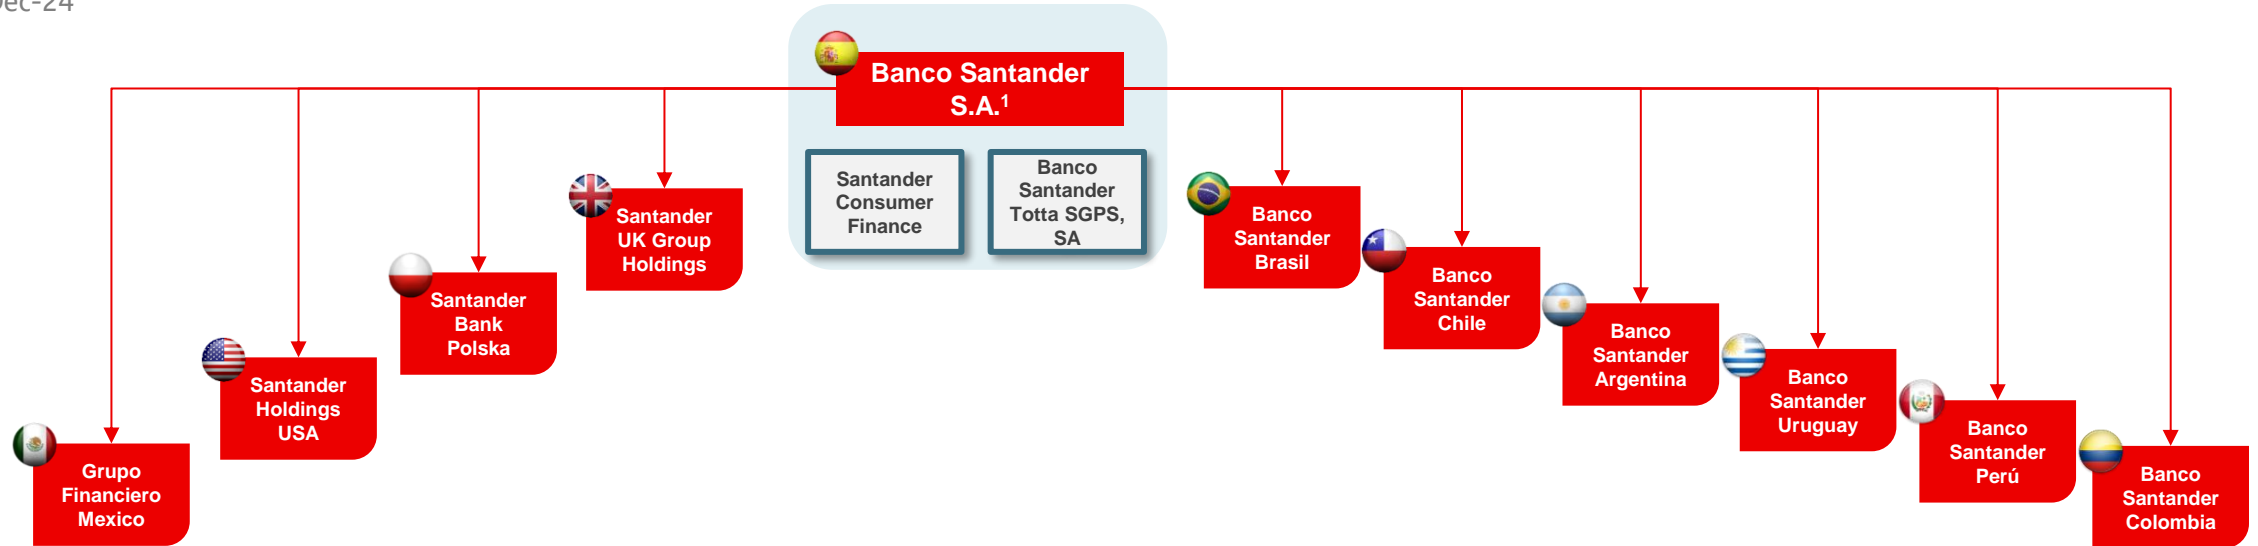 Dec-24
Banco Santander
S.A.¹
Santander
Consumer
Finance
Banco
Santander
Totta SGPS,
SA
Santander
UK Group
Holdings
Santander
Bank
Polska
Santander
Holdings
USA
Grupo
Financiero
Mexico
Banco
Santander
Brasil
Banco
Santander
Chile
Banco
Santander
Argentina
Banco
Santander
Uruguay
Banco
Santander
Perú
Banco
Santander
Colombia